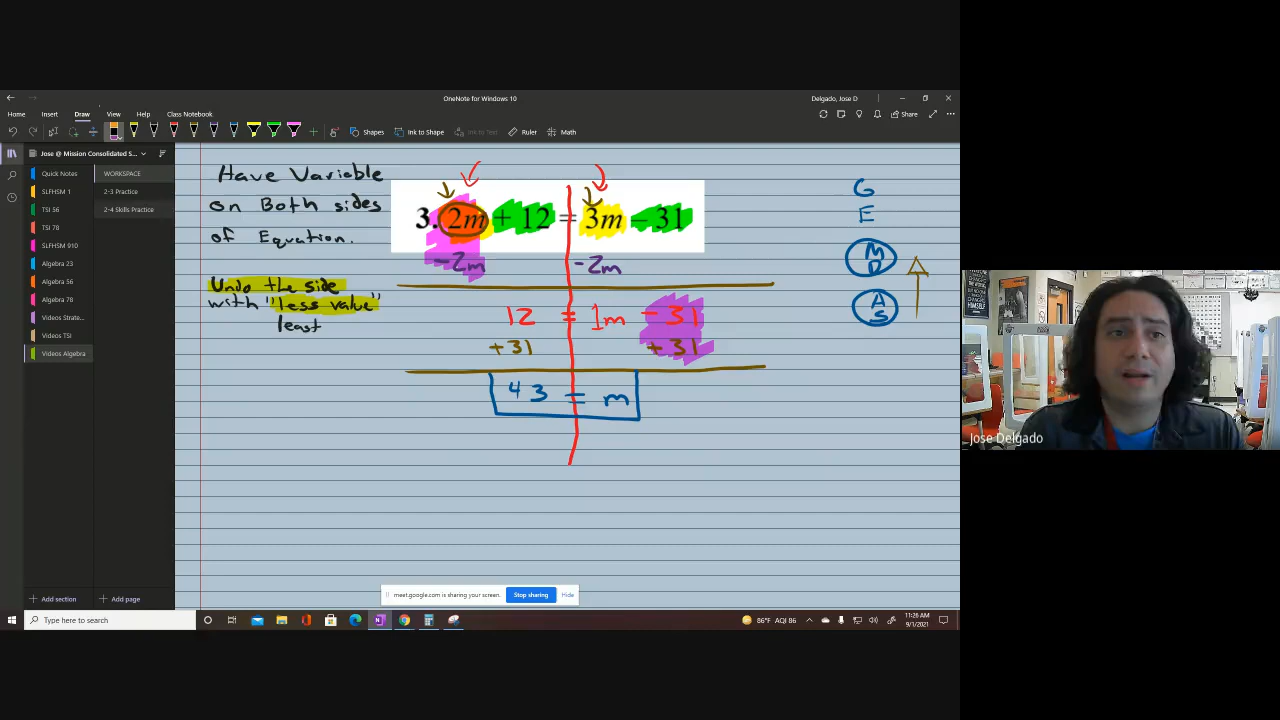 OneNote for Windows 10
Delgado, Jose D
Home Insert Draw View Help Class Notebook
Share
Shapes Ink to Shape Ink to Text Ruler Math
Jose @ Mission Consolidated S...
Quick Notes
SLFHSM 1
TSI 56
TSI 78
SLFHSM 910
Algebra 23
Algebra 56
Algebra 78
Videos Strate...
Videos TSI
Videos Algebra
Add section
WORKSPACE
2-3 Practice
2-4 Skills Practice
Add page
Have Variable
on Both sides
of Equation.
Undo the side
with "less value"
least
3. 2m + 12 = 3m - 31
-2m -2m
12 = 1m - 31
+31 +31
43 = m
G
E
M
D
A
S
Jose Delgado
meet.google.com is sharing your screen. Stop sharing Hide
Type here to search
86°F AQI 86
11:26 AM
9/1/2021